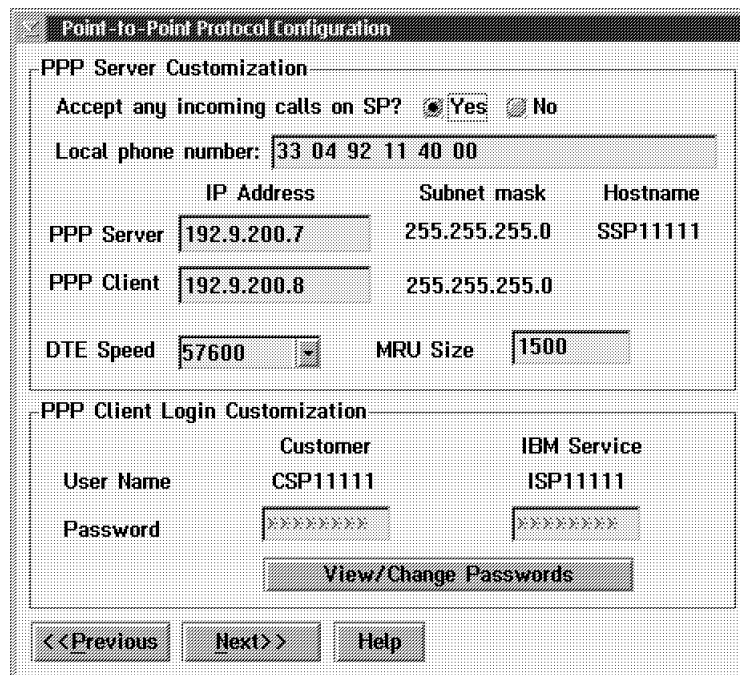 Point-to-Point Protocol Configuration
PPP Server Customization
Accept any incoming calls on SP? Yes No
Local phone number: 33 04 92 11 40 00
IP Address Subnet mask Hostname
PPP Server 192.9.200.7 255.255.255.0 SSP11111
PPP Client 192.9.200.8 255.255.255.0
DTE Speed 57600 MRU Size 1500
PPP Client Login Customization
Customer IBM Service
User Name CSP11111 ISP11111
Password ******** ********
View/Change Passwords
<<Previous Next>> Help